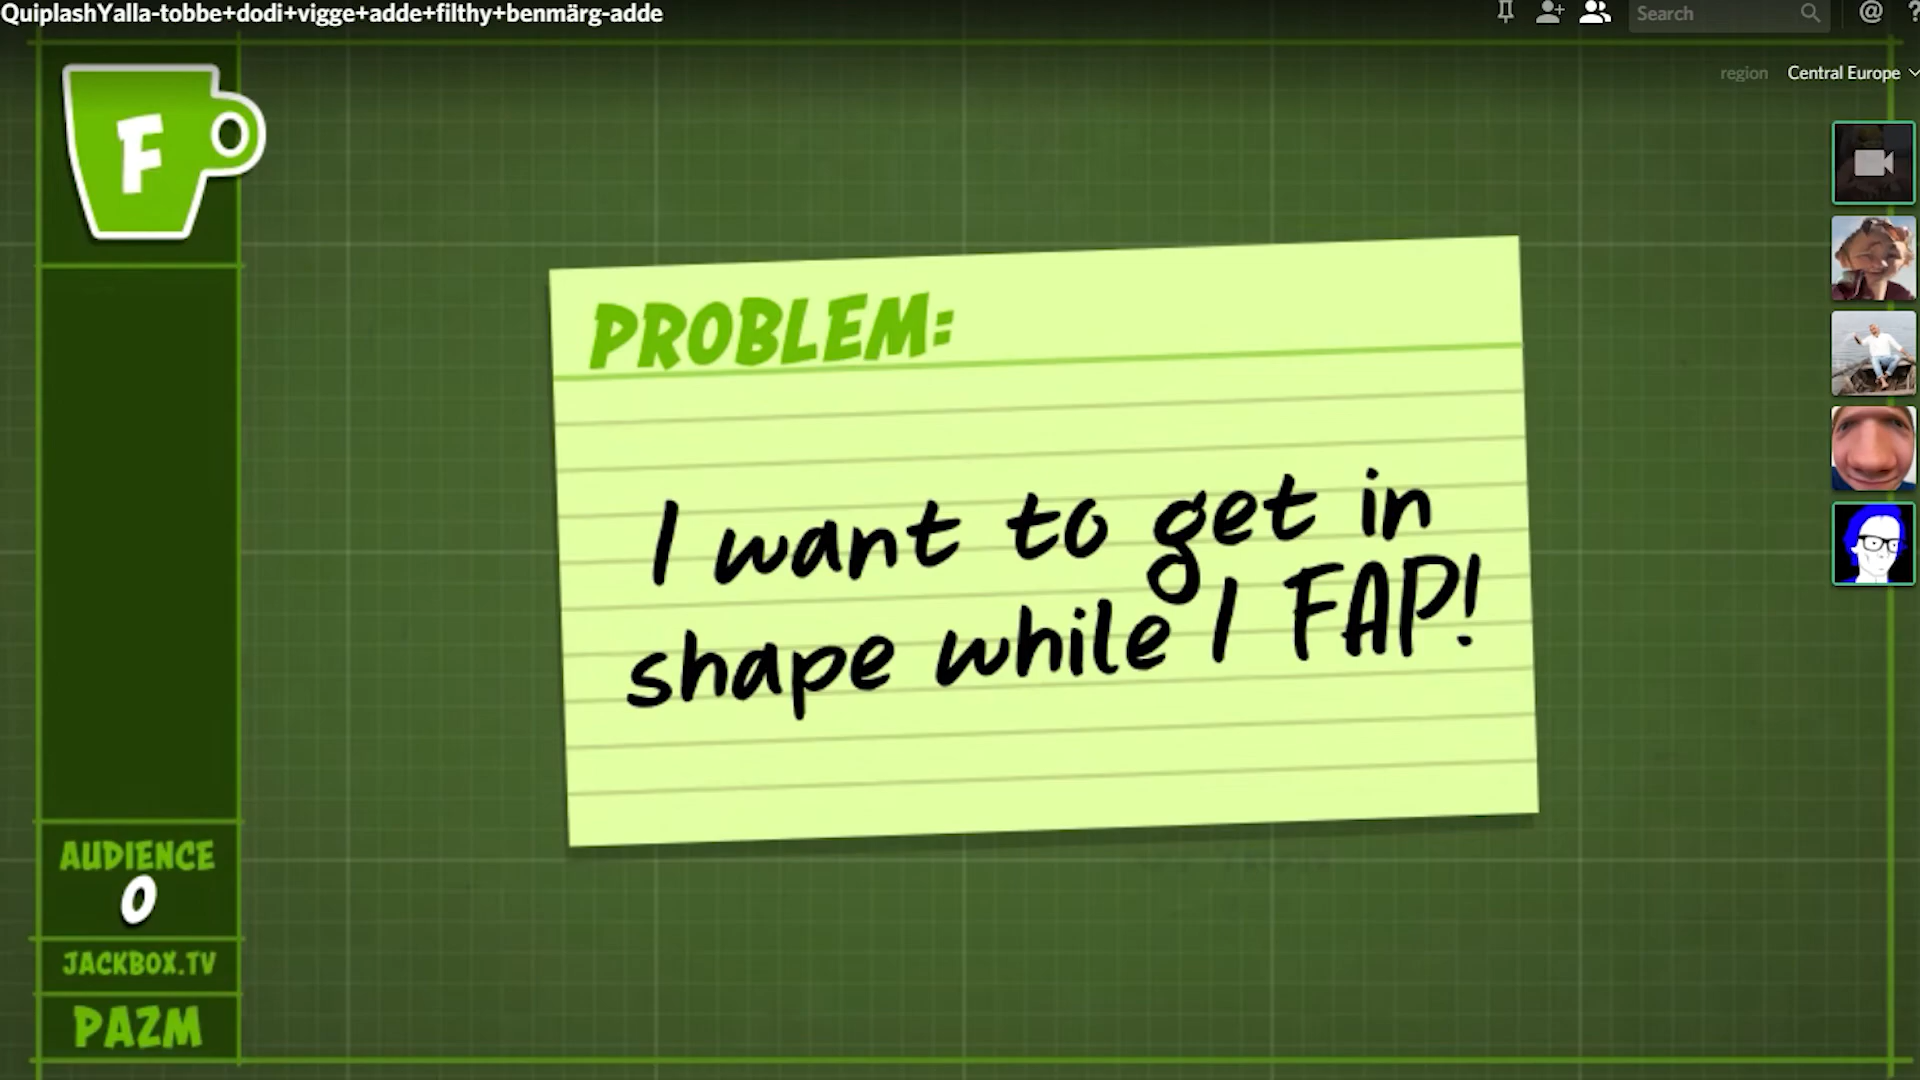 QuiplashYalla-tobbe+dodi+vigge+adde+filthy+benmärg-adde
Search
@
?
region
Central Europe
F
PROBLEM:
I want to get in
shape while I FAP!
AUDIENCE
0
JACKBOX.TV
PAZM